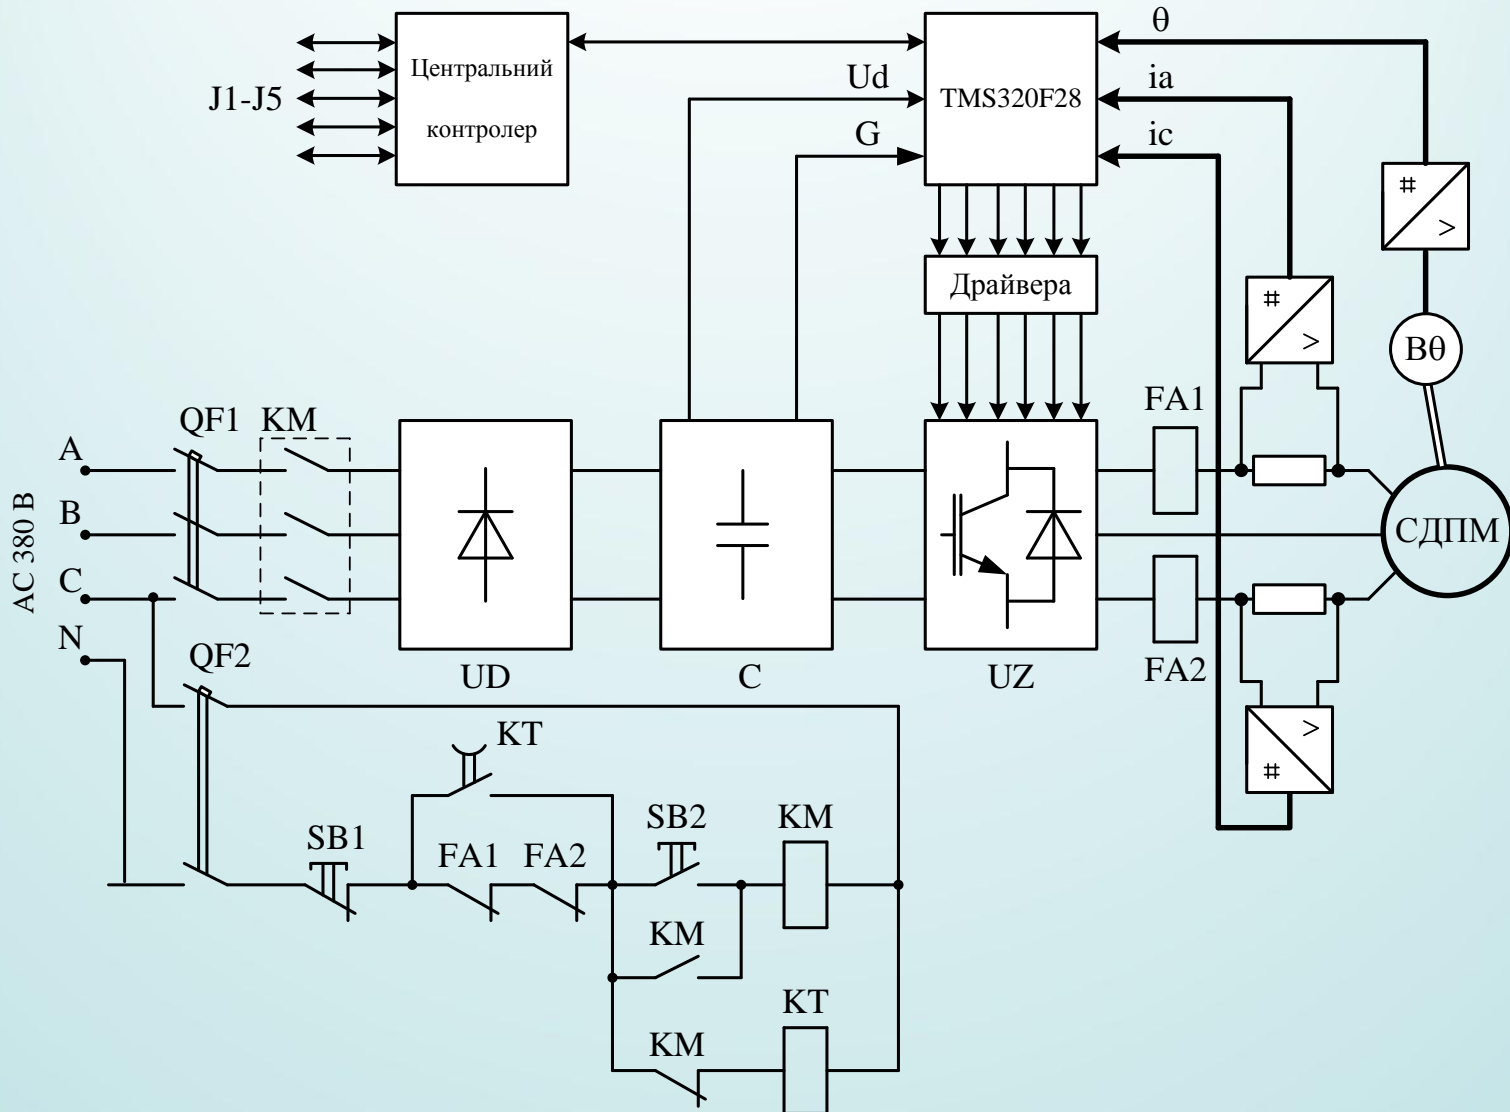 θ
Центральний
контролер
J1-J5
Ud
G
TMS320F28
ia
ic
#
>
Драйвера
#
>
Bθ
FA1
QF1
KM
A
B
C
N
AC 380 В
СДПМ
UD
C
UZ
FA2
QF2
>
#
KT
SB1
FA1
FA2
SB2
KM
KM
KT
KM